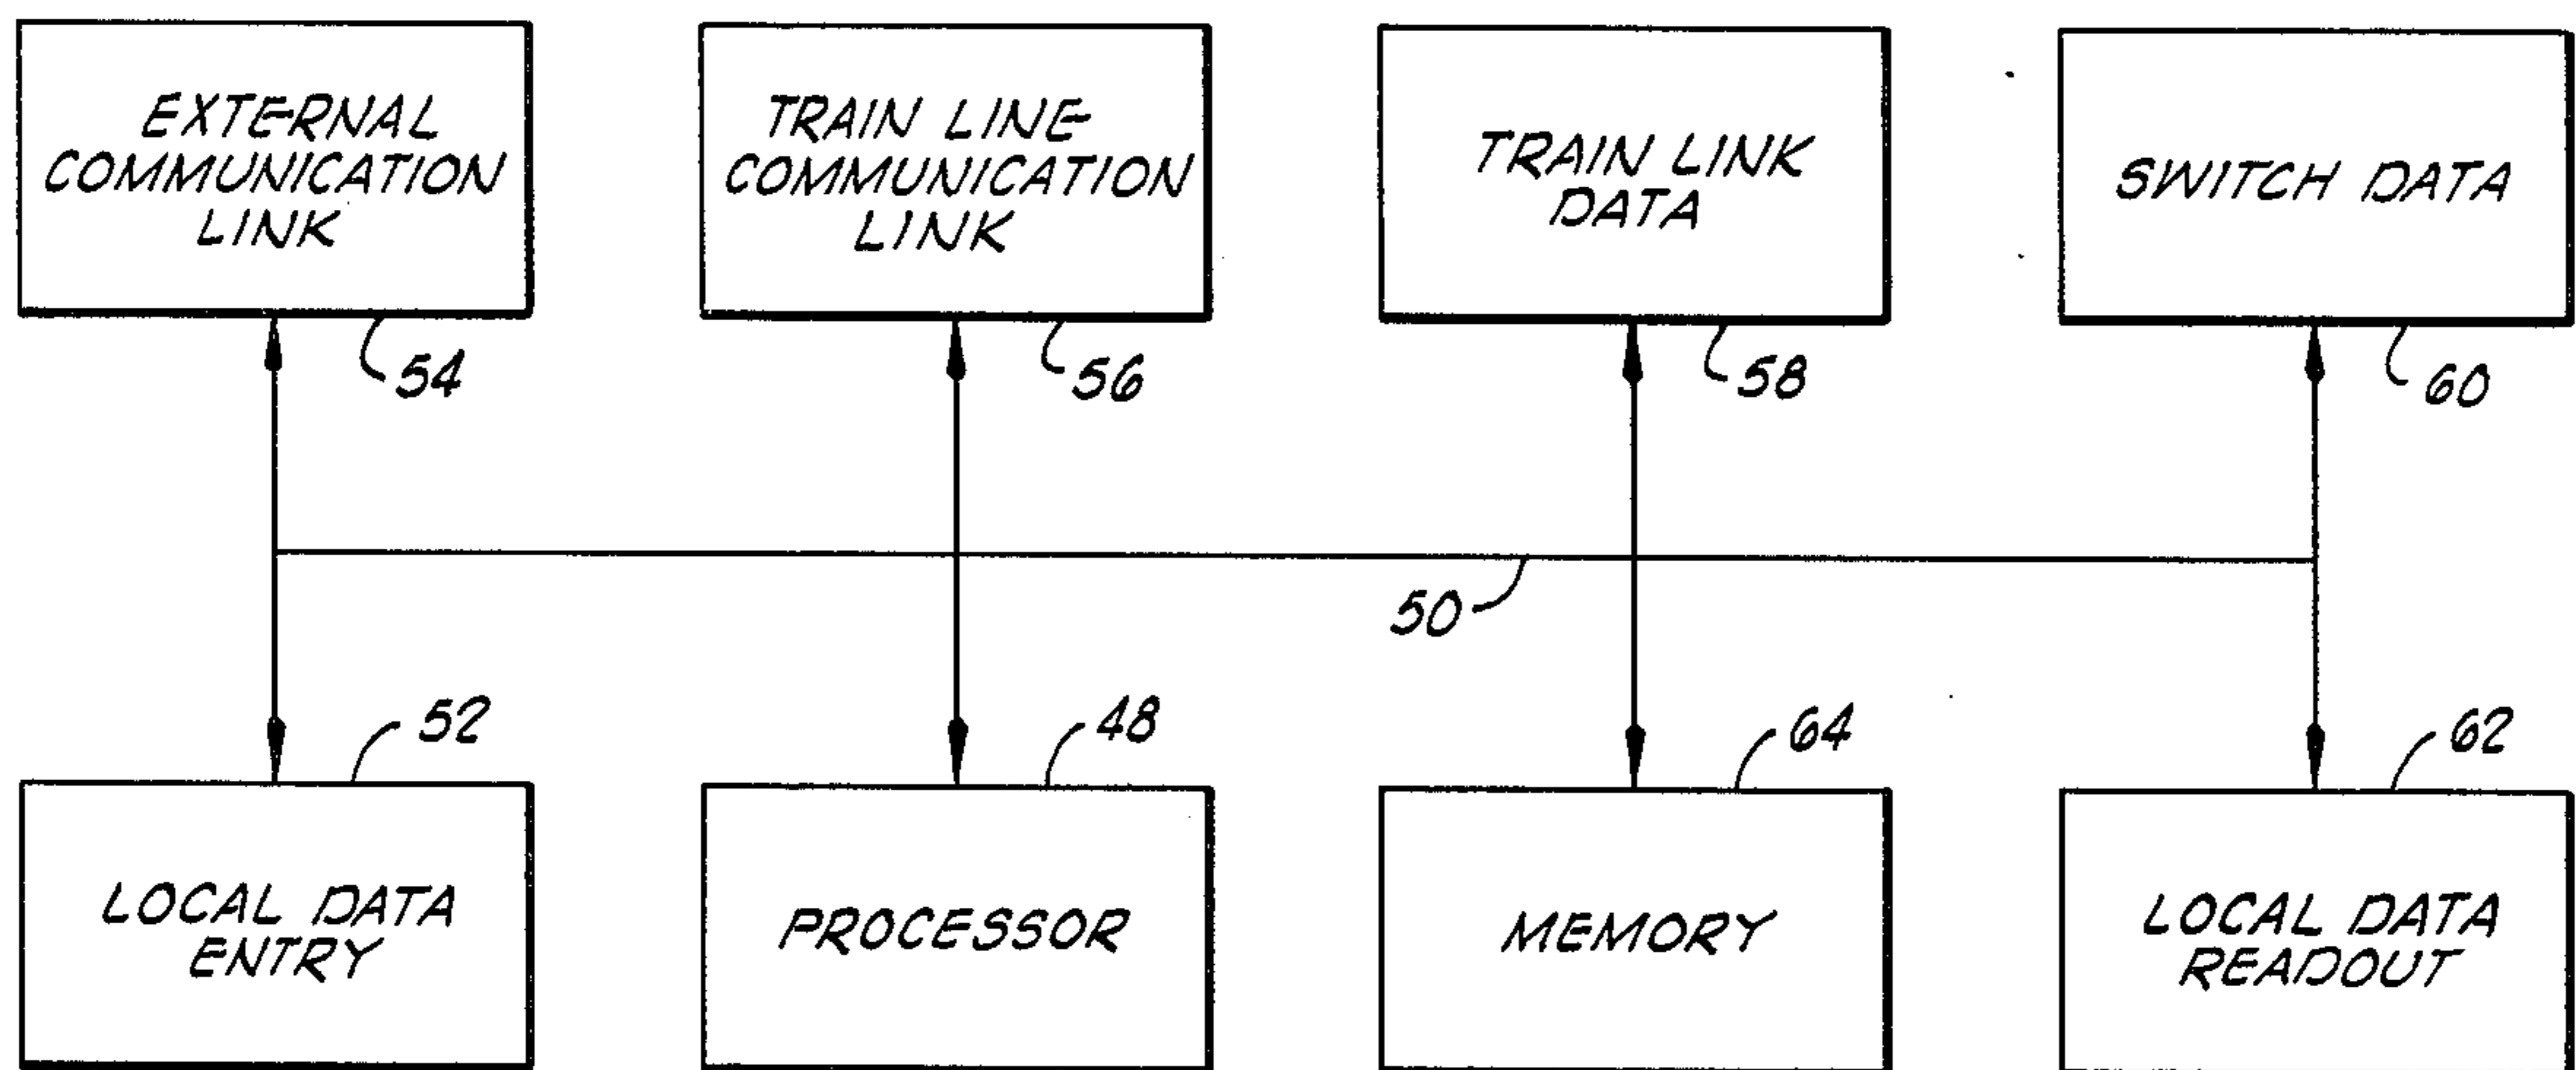 EXTERNAL
COMMUNICATION
LINK
TRAIN LINE
COMMUNICATION
LINK
TRAIN LINK
DATA
SWITCH DATA
54
56
58
60
50
52
48
64
62
LOCAL DATA
ENTRY
PROCESSOR
MEMORY
LOCAL DATA
READOUT